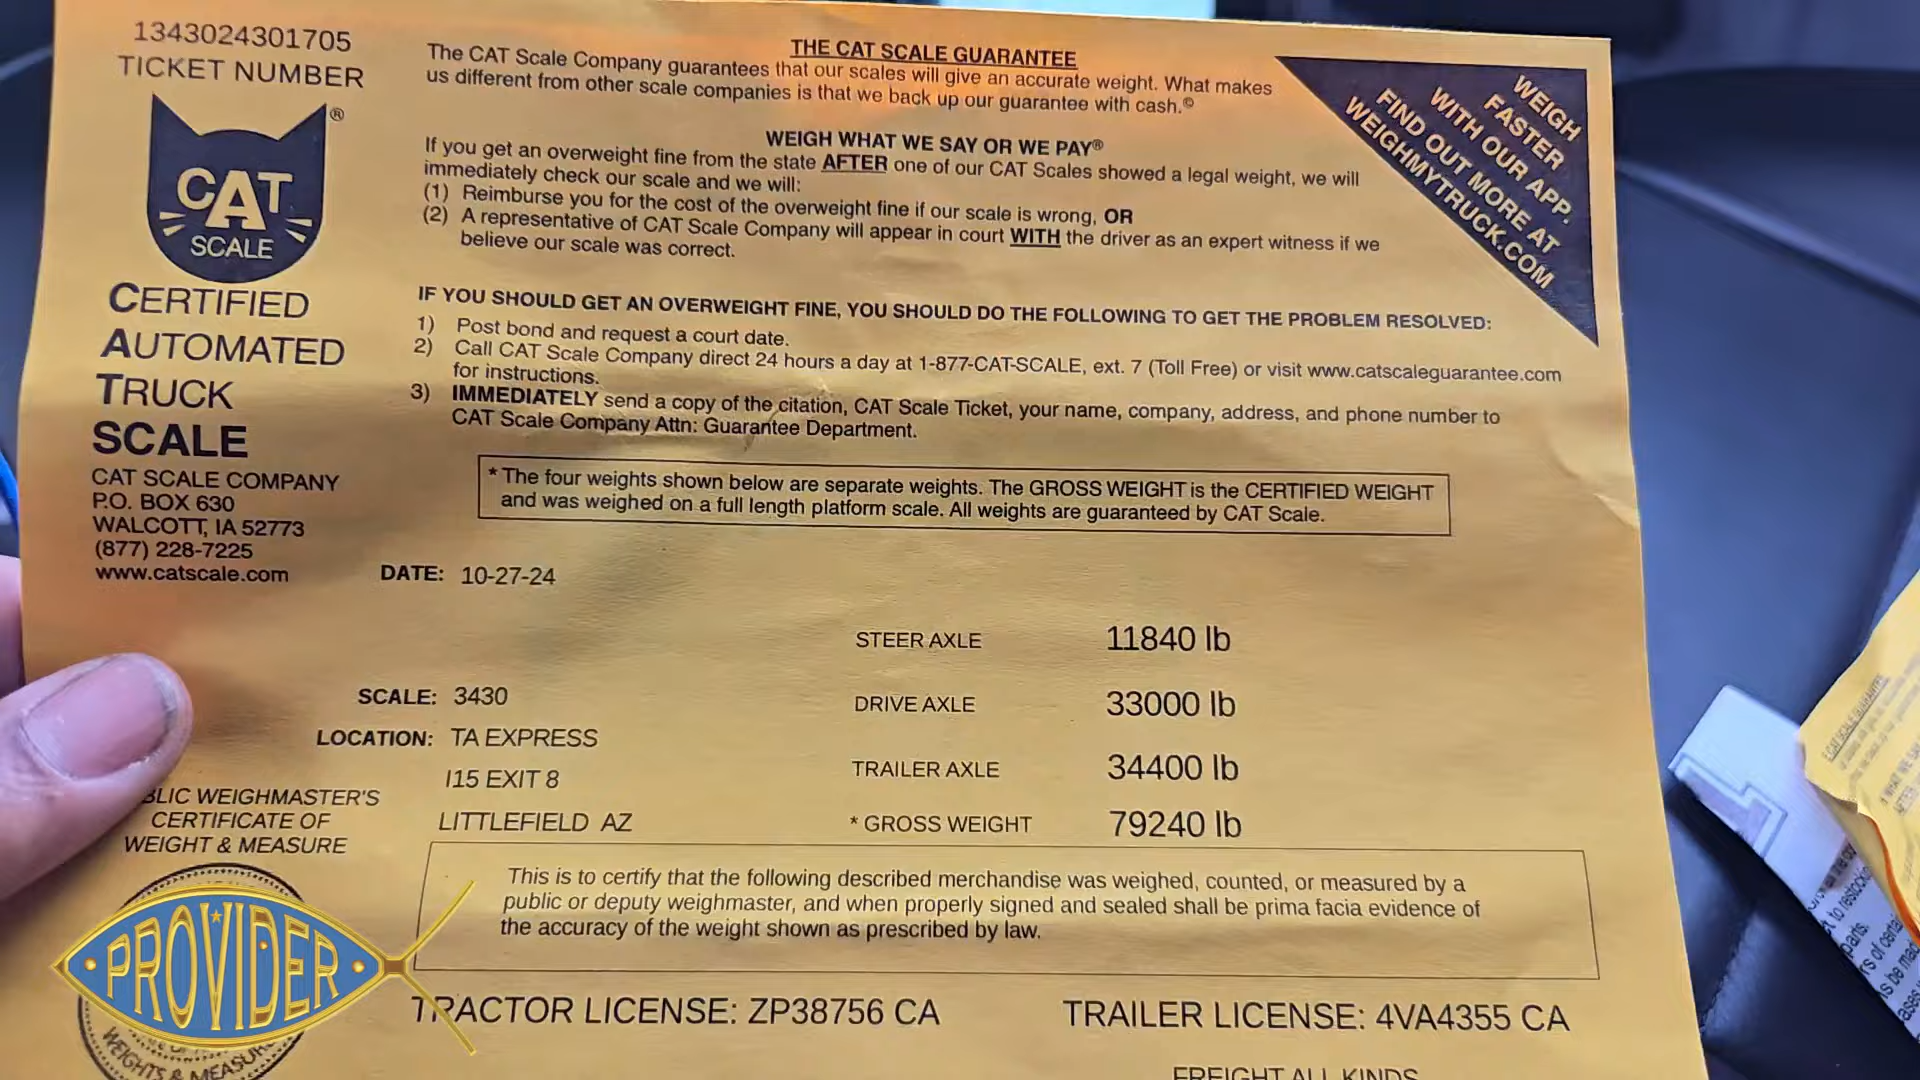 1343024301705
TICKET NUMBER
CAT
SCALE
®
CERTIFIED
AUTOMATED
TRUCK
SCALE
CAT SCALE COMPANY
P.O. BOX 630
WALCOTT, IA 52773
(877) 228-7225
www.catscale.com
THE CAT SCALE GUARANTEE
The CAT Scale Company guarantees that our scales will give an accurate weight. What makes
us different from other scale companies is that we back up our guarantee with cash.©
WEIGH WHAT WE SAY OR WE PAY®
If you get an overweight fine from the state AFTER one of our CAT Scales showed a legal weight, we will
immediately check our scale and we will:
(1) Reimburse you for the cost of the overweight fine if our scale is wrong, OR
(2) A representative of CAT Scale Company will appear in court WITH the driver as an expert witness if we
believe our scale was correct.
WEIGH
FASTER
WITH OUR APP.
FIND OUT MORE AT
WEIGHMYTRUCK.COM
IF YOU SHOULD GET AN OVERWEIGHT FINE, YOU SHOULD DO THE FOLLOWING TO GET THE PROBLEM RESOLVED:
1) Post bond and request a court date.
2) Call CAT Scale Company direct 24 hours a day at 1-877-CAT-SCALE, ext. 7 (Toll Free) or visit www.catscaleguarantee.com
for instructions.
3) IMMEDIATELY send a copy of the citation, CAT Scale Ticket, your name, company, address, and phone number to
CAT Scale Company Attn: Guarantee Department.
* The four weights shown below are separate weights. The GROSS WEIGHT is the CERTIFIED WEIGHT
and was weighed on a full length platform scale. All weights are guaranteed by CAT Scale.
DATE: 10-27-24
STEER AXLE 11840 lb
SCALE: 3430
DRIVE AXLE 33000 lb
LOCATION: TA EXPRESS
I15 EXIT 8
TRAILER AXLE 34400 lb
LITTLEFIELD AZ
* GROSS WEIGHT 79240 lb
BLIC WEIGHMASTER'S
CERTIFICATE OF
WEIGHT & MEASURE
This is to certify that the following described merchandise was weighed, counted, or measured by a
public or deputy weighmaster, and when properly signed and sealed shall be prima facia evidence of
the accuracy of the weight shown as prescribed by law.
PROVIDER
WEIGHTS & MEASUR
TRACTOR LICENSE: ZP38756 CA
TRAILER LICENSE: 4VA4355 CA
FREIGHT ALL KINDS